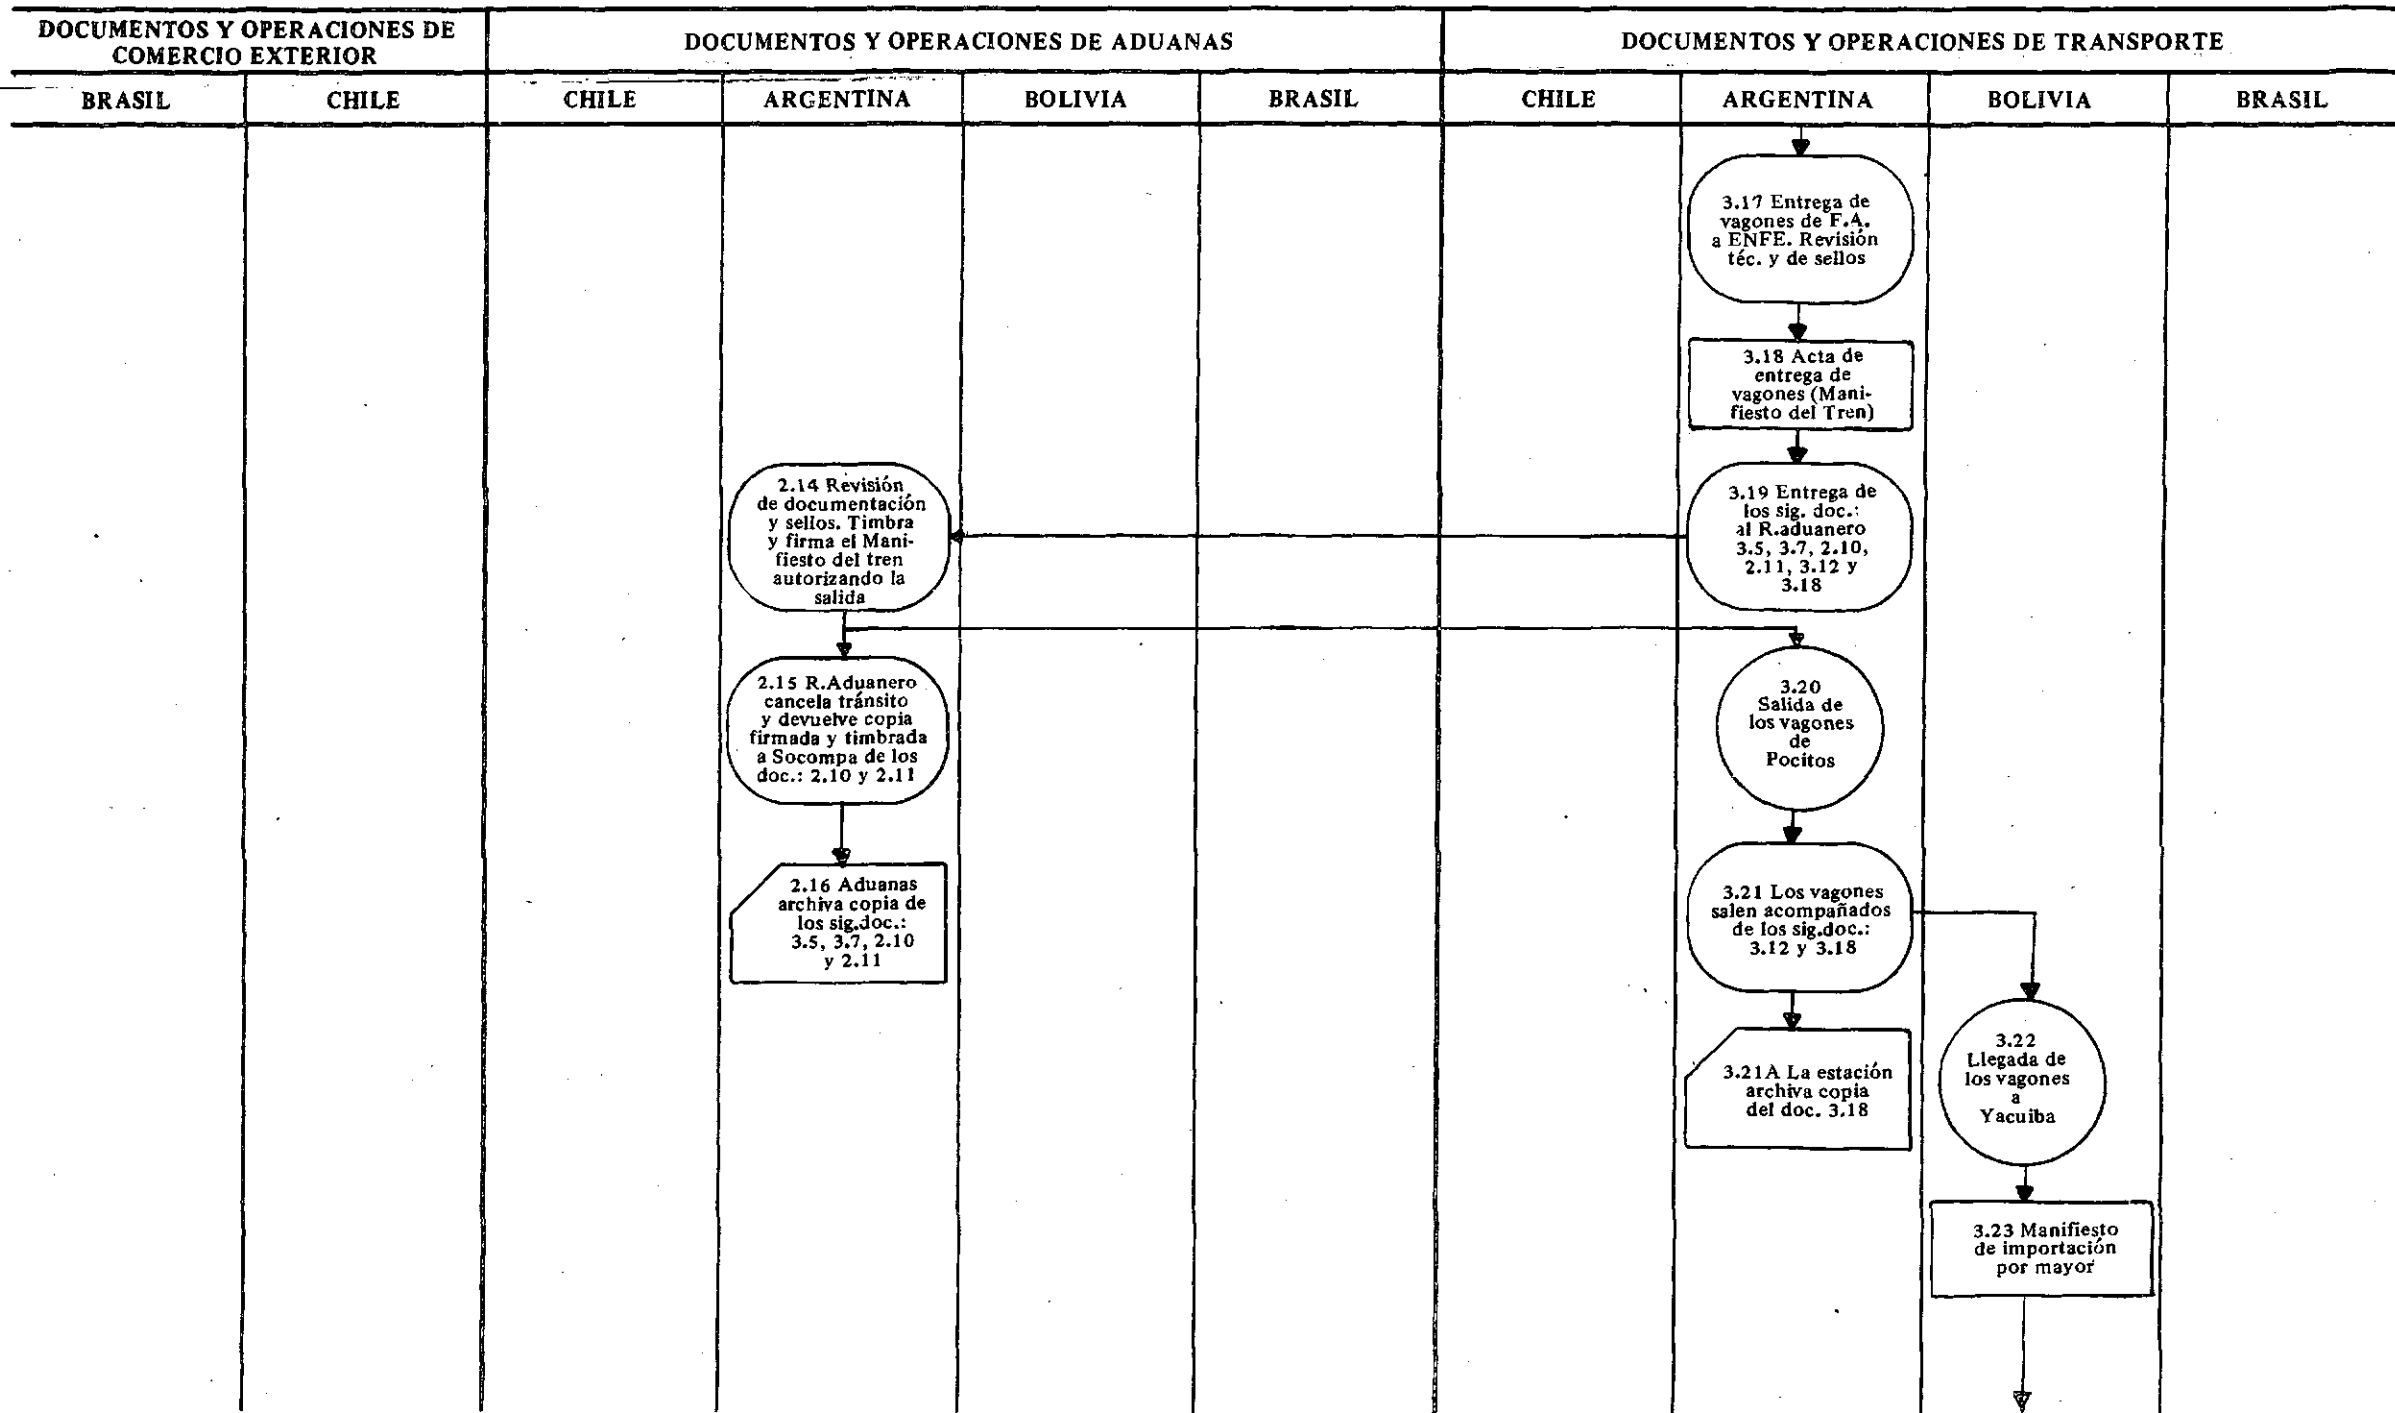 DOCUMENTOS Y OPERACIONES DE
COMERCIO EXTERIOR
DOCUMENTOS Y OPERACIONES DE ADUANAS
DOCUMENTOS Y OPERACIONES DE TRANSPORTE
BRASIL
CHILE
CHILE
ARGENTINA
BOLIVIA
BRASIL
CHILE
ARGENTINA
BOLIVIA
BRASIL
3.17 Entrega de
vagones de F.A.
a ENFE. Revisión
téc. y de sellos
3.18 Acta de
entrega de
vagones (Mani-
fiesto del Tren)
3.19 Entrega de
los sig. doc.:
al R.aduanero
3.5, 3.7, 2.10,
2.11, 3.12 y
3.18
2.14 Revisión
de documentación
y sellos. Timbra
y firma el Mani-
fiesto del tren
autorizando la
salida
2.15 R.Aduanero
cancela tránsito
y devuelve copia
firmada y timbrada
a Socompa de los
doc.: 2.10 y 2.11
2.16 Aduanas
archiva copia de
los sig.doc.:
3.5, 3.7, 2.10
y 2.11
3.20
Salida de
los vagones
de
Pocitos
3.21 Los vagones
salen acompañados
de los sig.doc.:
3.12 y 3.18
3.21A La estación
archiva copia
del doc. 3.18
3.22
Llegada de
los vagones
a
Yacuiba
3.23 Manifiesto
de importación
por mayor